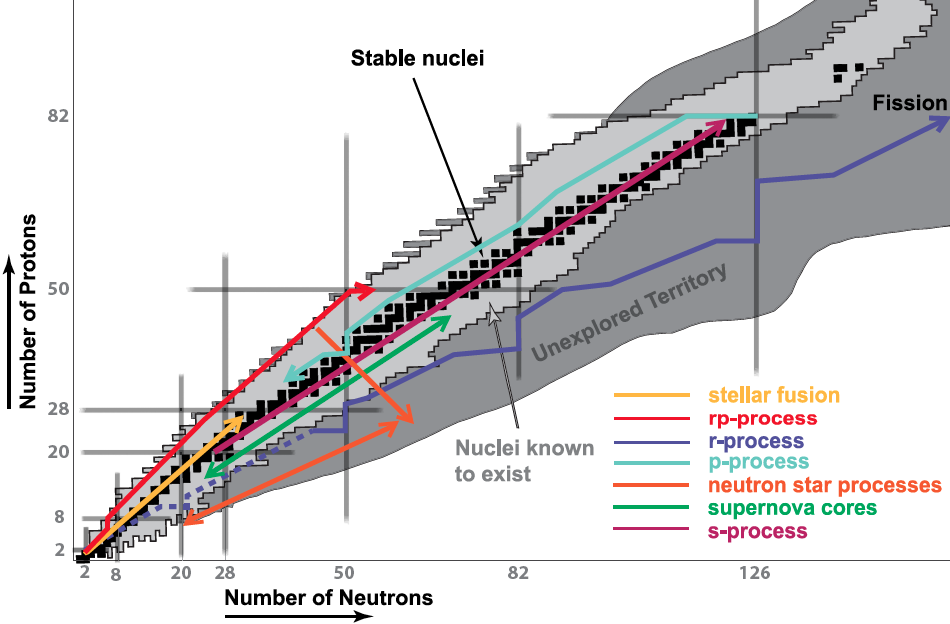 Stable nuclei
Fission
82
50
28
20
8
2
Number of Protons
Unexplored Territory
Nuclei known
to exist
stellar fusion
rp-process
r-process
p-process
neutron star processes
supernova cores
s-process
2
8
20
28
50
82
126
Number of Neutrons